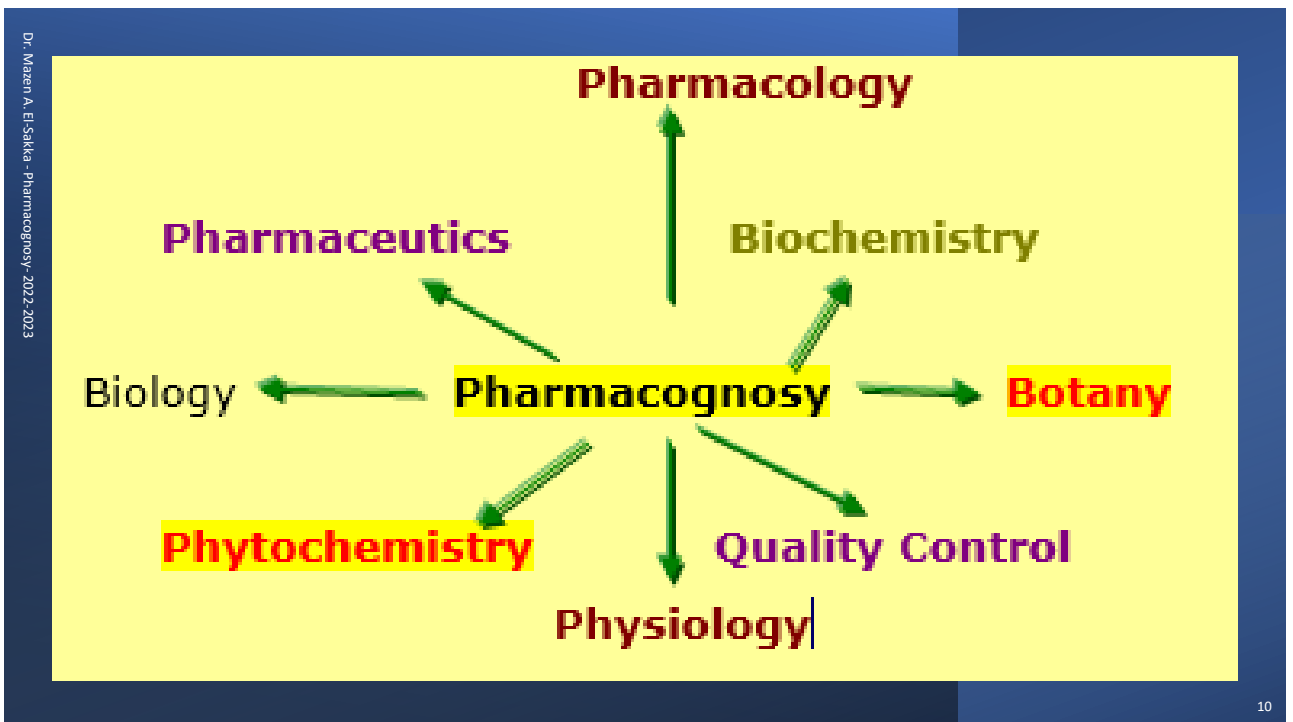 Dr. Mazen A. El-Sakka - Pharmacognosy- 2022-2023
Pharmacology
Pharmaceutics
Biochemistry
Biology
Pharmacognosy
Botany
Phytochemistry
Quality Control
Physiology
10